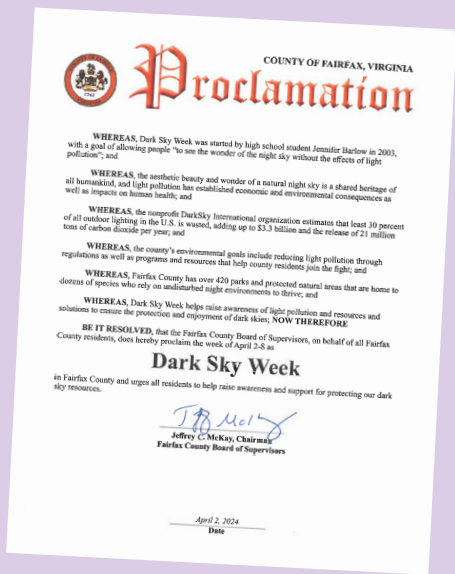 COUNTY OF FAIRFAX, VIRGINIA
Proclamation
1742
WHEREAS, Dark Sky Week was started by high school student Jennifer Barlow in 2003,
with a goal of allowing people “to see the wonder of the night sky without the effects of light
pollution”; and
WHEREAS, the aesthetic beauty and wonder of a natural night sky is a shared heritage of
all humankind, and light pollution has established economic and environmental consequences as
well as impacts on human health; and
WHEREAS, the nonprofit DarkSky International organization estimates that least 30 percent
of all outdoor lighting in the U.S. is wasted, adding up to $3.3 billion and the release of 21 million
tons of carbon dioxide per year; and
WHEREAS, the county's environmental goals include reducing light pollution through
regulations as well as programs and resources that help county residents join the fight; and
WHEREAS, Fairfax County has over 420 parks and protected natural areas that are home to
dozens of species who rely on undisturbed night environments to thrive; and
WHEREAS, Dark Sky Week helps raise awareness of light pollution and resources and
solutions to ensure the protection and enjoyment of dark skies; NOW THEREFORE
BE IT RESOLVED, that the Fairfax County Board of Supervisors, on behalf of all Fairfax
County residents, does hereby proclaim the week of April 2-8 as
Dark Sky Week
in Fairfax County and urges all residents to help raise awareness and support for protecting our dark
sky resources.
Jeffrey C. McKay, Chairman
Fairfax County Board of Supervisors
April 2, 2024
Date